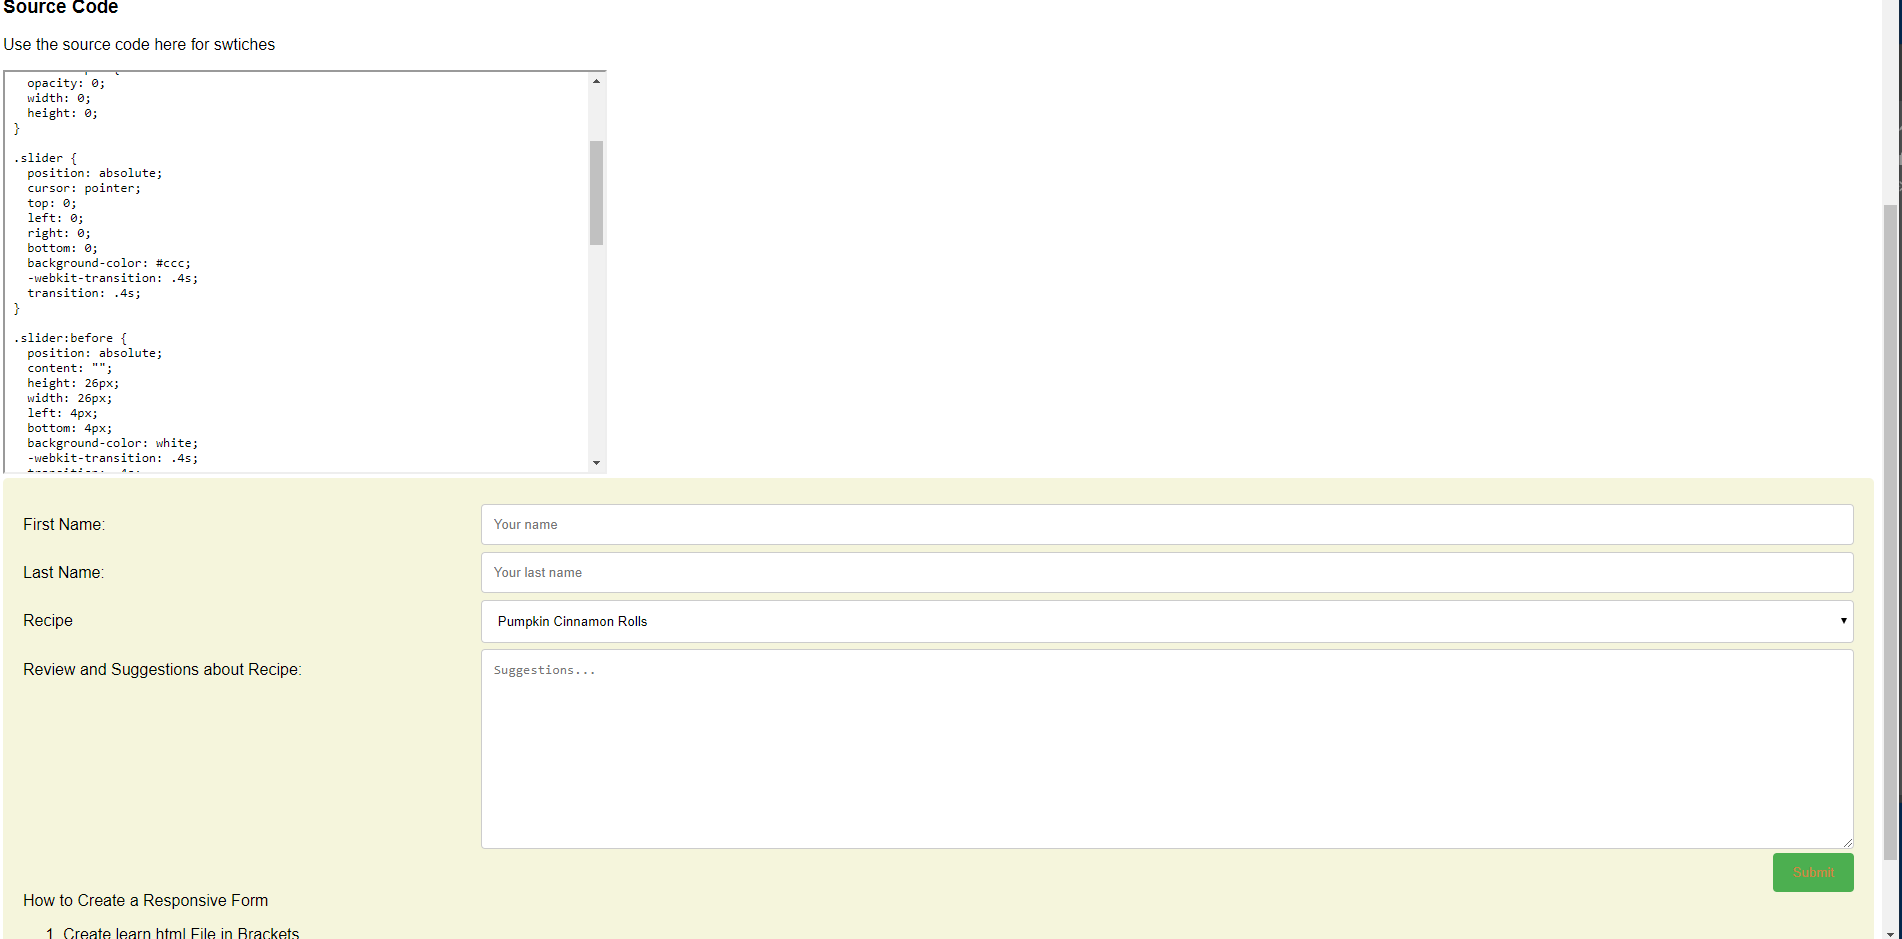 Source Code
Use the source code here for swtiches
opacity: 0;
width: 0;
height: 0;
}
.slider {
position: absolute;
cursor: pointer;
top: 0;
left: 0;
right: 0;
bottom: 0;
background-color: #ccc;
-webkit-transition: .4s;
transition: .4s;
}
.slider:before {
position: absolute;
content: "";
height: 26px;
width: 26px;
left: 4px;
bottom: 4px;
background-color: white;
-webkit-transition: .4s;
First Name:
Your name
Last Name:
Your last name
Recipe
Pumpkin Cinnamon Rolls
Review and Suggestions about Recipe:
Suggestions...
Submit
How to Create a Responsive Form
1. Create learn html File in Brackets